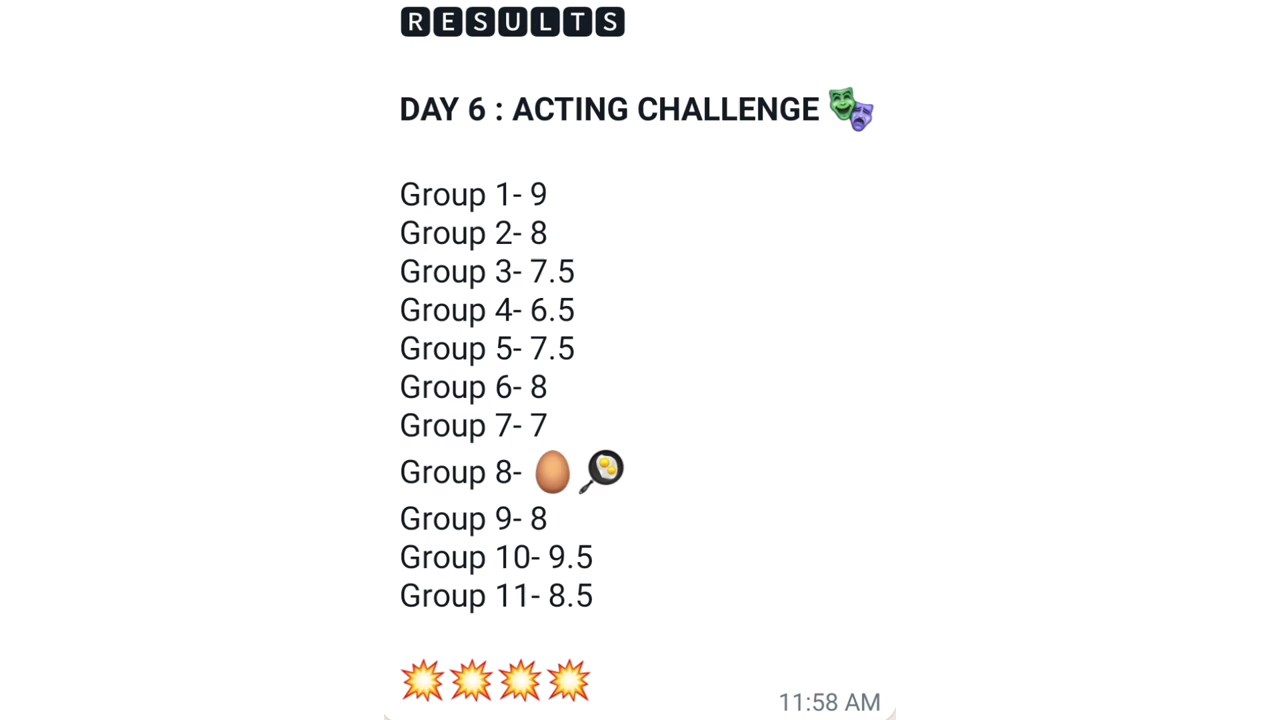 🆁🅴🆂🆄🅻🆃🆂
DAY 6 : ACTING CHALLENGE 🎭
Group 1- 9
Group 2- 8
Group 3- 7.5
Group 4- 6.5
Group 5- 7.5
Group 6- 8
Group 7- 7
Group 8- 🥚🍳
Group 9- 8
Group 10- 9.5
Group 11- 8.5
💥💥💥💥
11:58 AM